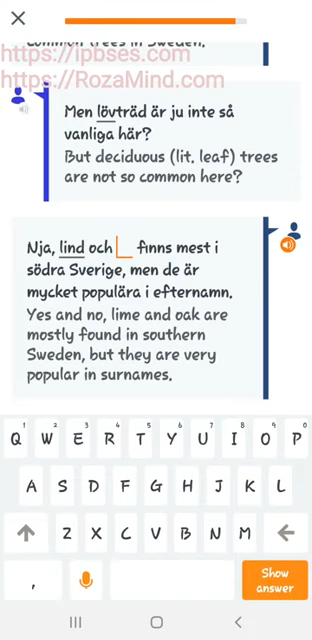 Common trees in Sweden.
https://ipbses.com
https://RozaMind.com
Men lövträd är ju inte så
vanliga här?
But deciduous (lit. leaf) trees
are not so common here?
Nja, lind och finns mest i
södra Sverige, men de är
mycket populära i efternamn.
Yes and no, lime and oak are
mostly found in southern
Sweden, but they are very
popular in surnames.
1 2 3 4 5 6 7 8 9 0
Q W E R T Y U I O P
A S D F G H J K L
Z X C V B N M
, Show
answer